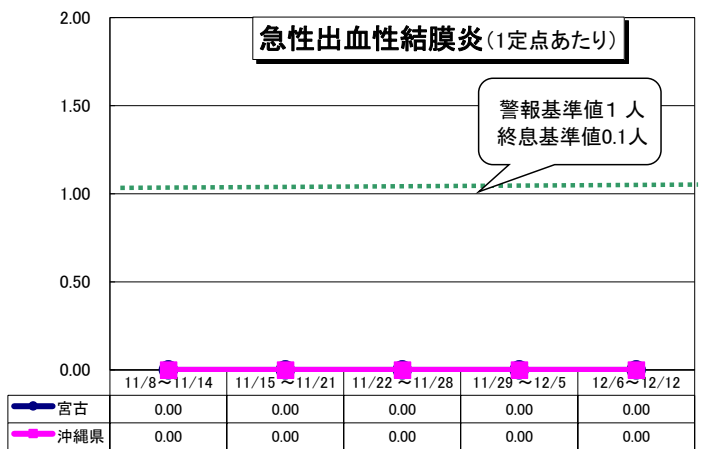 急性出血性結膜炎(1定点あたり)
警報基準値1 人
終息基準値0.1人
2.00
1.50
1.00
0.50
0.00
11/8～11/14 11/15 ～11/21 11/22 ～11/28 11/29 ～12/5 12/6～12/12
宮古 0.00 0.00 0.00 0.00 0.00
沖縄県 0.00 0.00 0.00 0.00 0.00